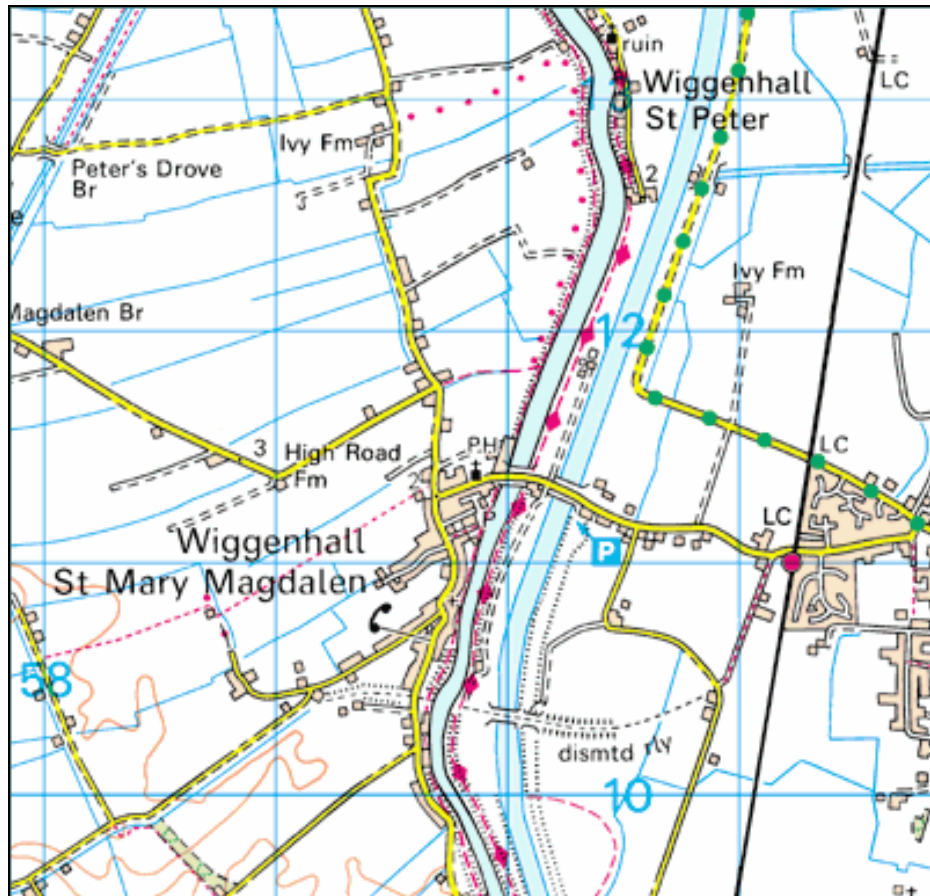 ruin
LC
Wiggenhall
St Peter
13
Ivy Fm
Peter's Drove
Br
2
e
Ivy Fm
Magdalen Br
12
3
High Road
Fm
PH
LC
2
LC
Wiggenhall
St Mary Magdalen
P
58
dismtd rly
10